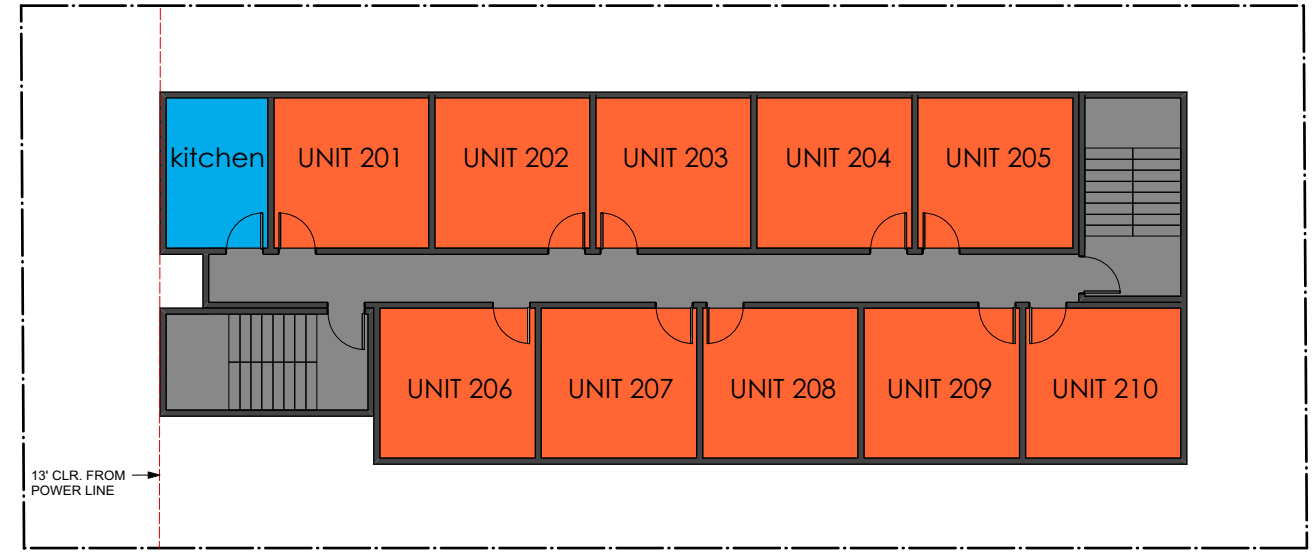 kitchen
UNIT 201
UNIT 202
UNIT 203
UNIT 204
UNIT 205
UNIT 206
UNIT 207
UNIT 208
UNIT 209
UNIT 210
13' CLR. FROM
POWER LINE